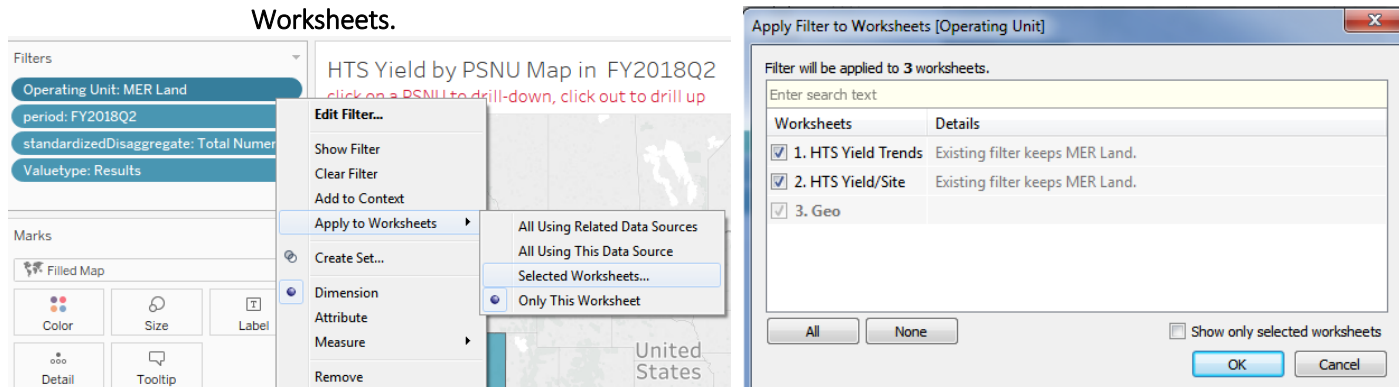 Worksheets.
Filters
Operating Unit: MER Land
period: FY2018Q2
standardizedDisaggregate: Total Numer
Valuetype: Results
Marks
Filled Map
Color
Size
T
Label
Detail
Tooltip
HTS Yield by PSNU Map in FY2018Q2
click on a PSNU to drill-down, click out to drill up
United
States
Edit Filter...
Show Filter
Clear Filter
Add to Context
Apply to Worksheets
Create Set...
Dimension
Attribute
Measure
Remove
All Using Related Data Sources
All Using This Data Source
Selected Worksheets...
Only This Worksheet
Apply Filter to Worksheets [Operating Unit]
Filter will be applied to 3 worksheets.
Enter search text
Worksheets Details
1. HTS Yield Trends Existing filter keeps MER Land.
2. HTS Yield/Site Existing filter keeps MER Land.
3. Geo
All None Show only selected worksheets
OK Cancel